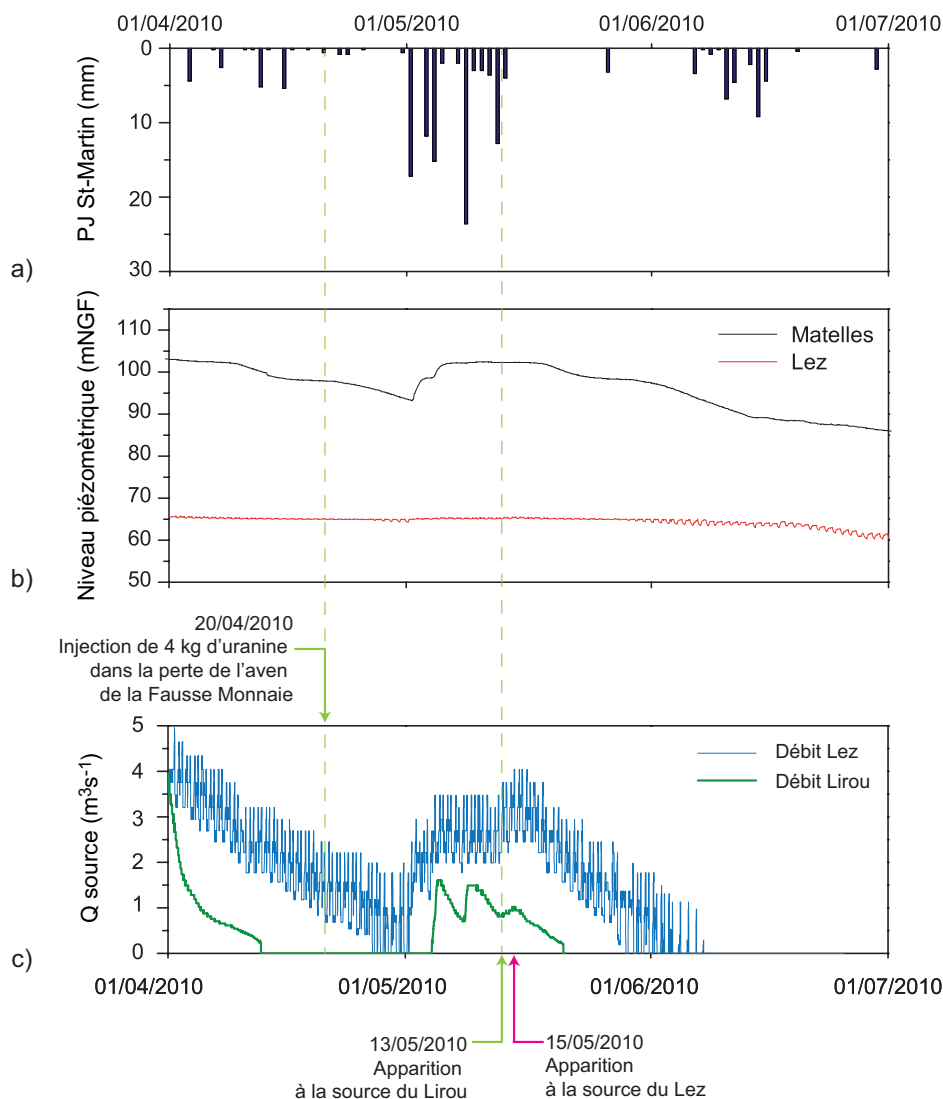 01/04/2010 01/05/2010 01/06/2010 01/07/2010
0
10
20
30
PJ St-Martin (mm)
a)
110
100
90
80
70
60
50
Niveau piézomètrique (mNGF)
Matelles
Lez
b)
20/04/2010
Injection de 4 kg d'uranine
dans la perte de l'aven
de la Fausse Monnaie
5
4
3
2
1
0
Q source (m³s⁻¹)
Débit Lez
Débit Lirou
c)
01/04/2010 01/05/2010 01/06/2010 01/07/2010
13/05/2010
Apparition
à la source du Lirou
15/05/2010
Apparition
à la source du Lez